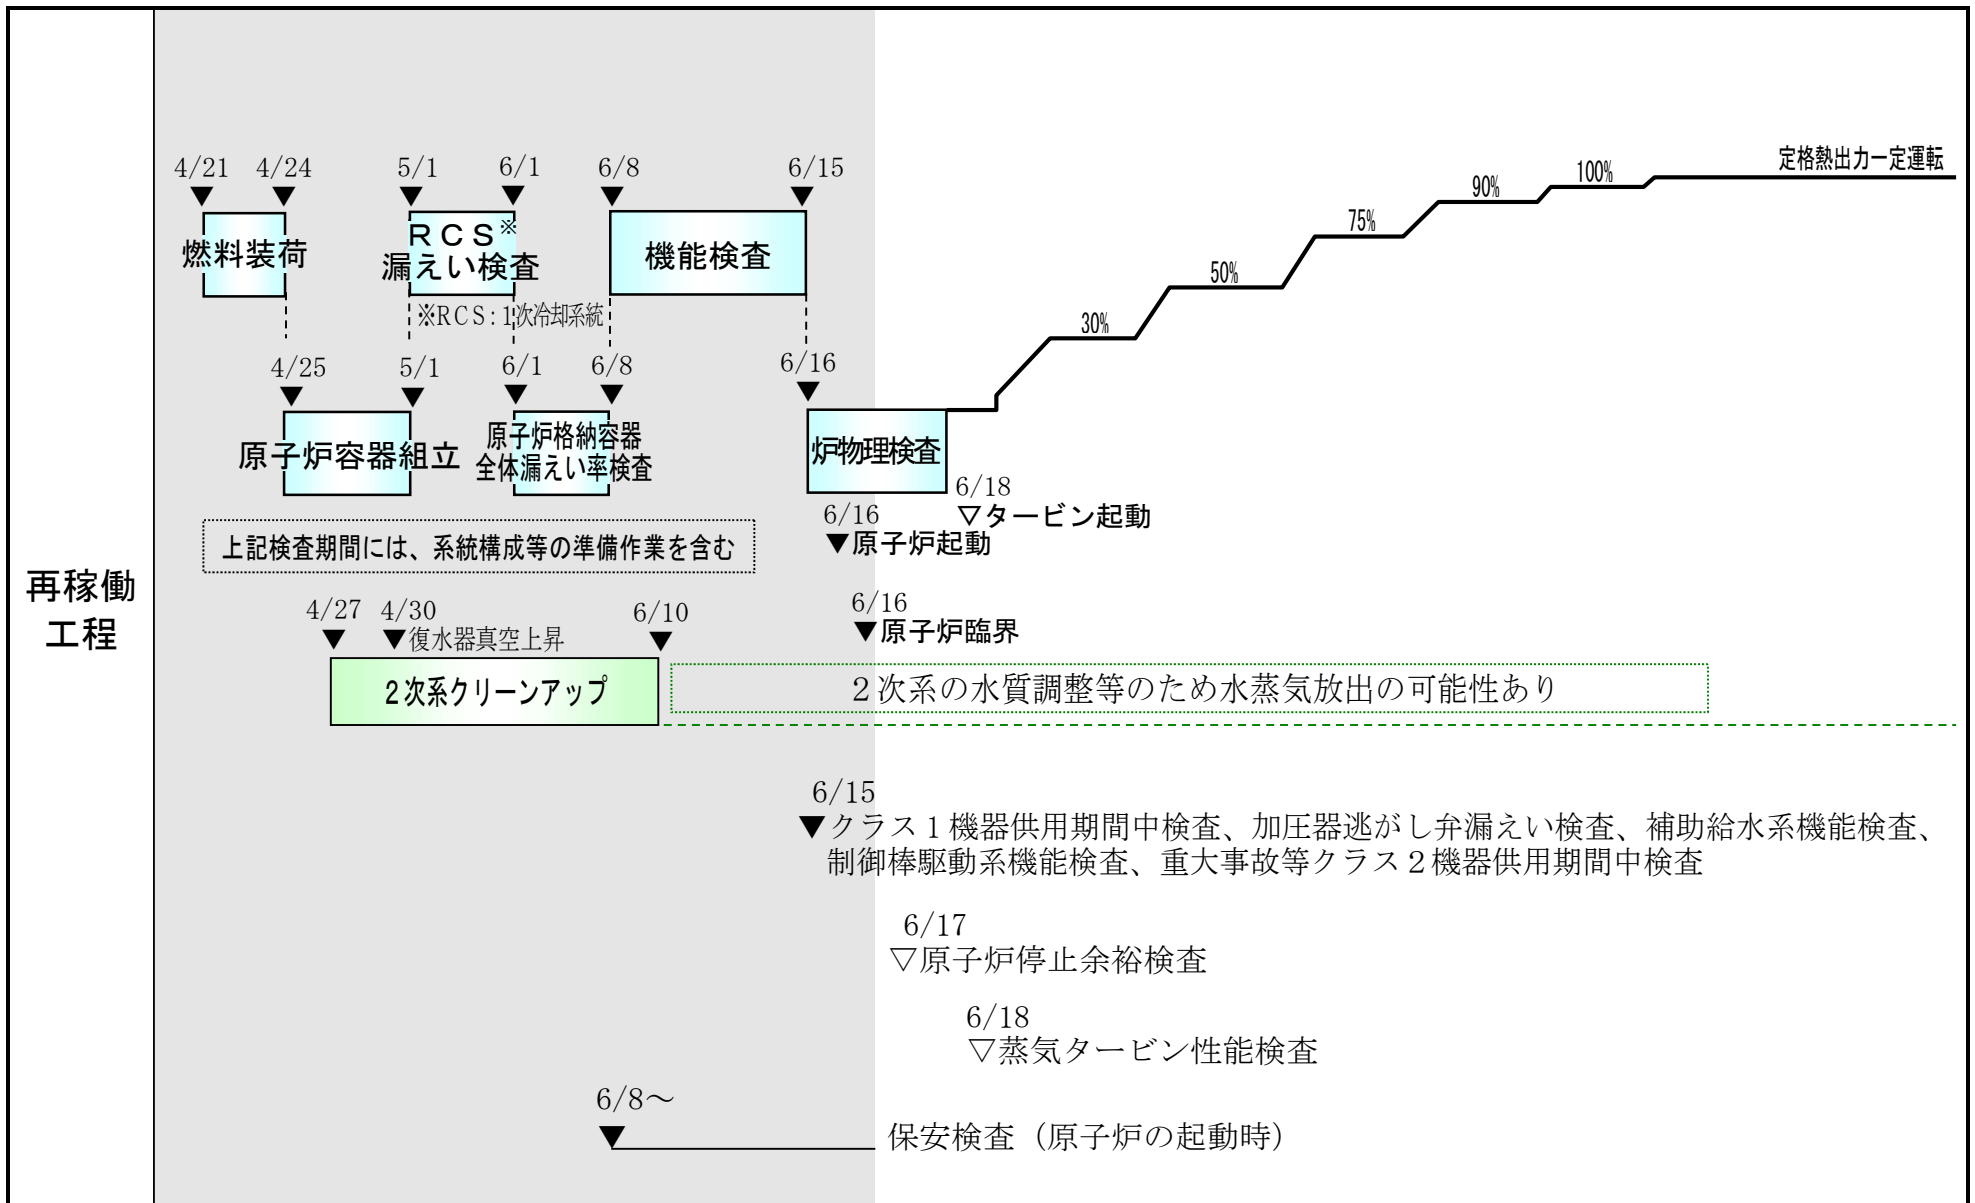 再稼働
工程
4/21 4/24 5/1 6/1 6/8 6/15
燃料装荷
RCS※
漏えい検査
機能検査
※RCS:1次冷却系統
4/25 5/1 6/1 6/8 6/16
原子炉容器組立
原子炉格納容器
全体漏えい率検査
炉物理検査
30%
50%
75%
90%
100%
定格熱出力一定運転
6/18
▽タービン起動
6/16
▼原子炉起動
上記検査期間には、系統構成等の準備作業を含む
6/16
▼原子炉臨界
4/27 4/30 6/10
▼復水器真空上昇
2次系クリーンアップ
2次系の水質調整等のため水蒸気放出の可能性あり
6/15
▼クラス1機器供用期間中検査、加圧器逃がし弁漏えい検査、補助給水系機能検査、
制御棒駆動系機能検査、重大事故等クラス2機器供用期間中検査
6/17
▽原子炉停止余裕検査
6/18
▽蒸気タービン性能検査
6/8～
保安検査（原子炉の起動時）